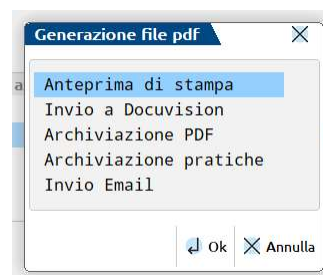 Generazione file pdf
a
Anteprima di stampa
Invio a Docuvision
Archiviazione PDF
Archiviazione pratiche
Invio Email
Ok
Annulla